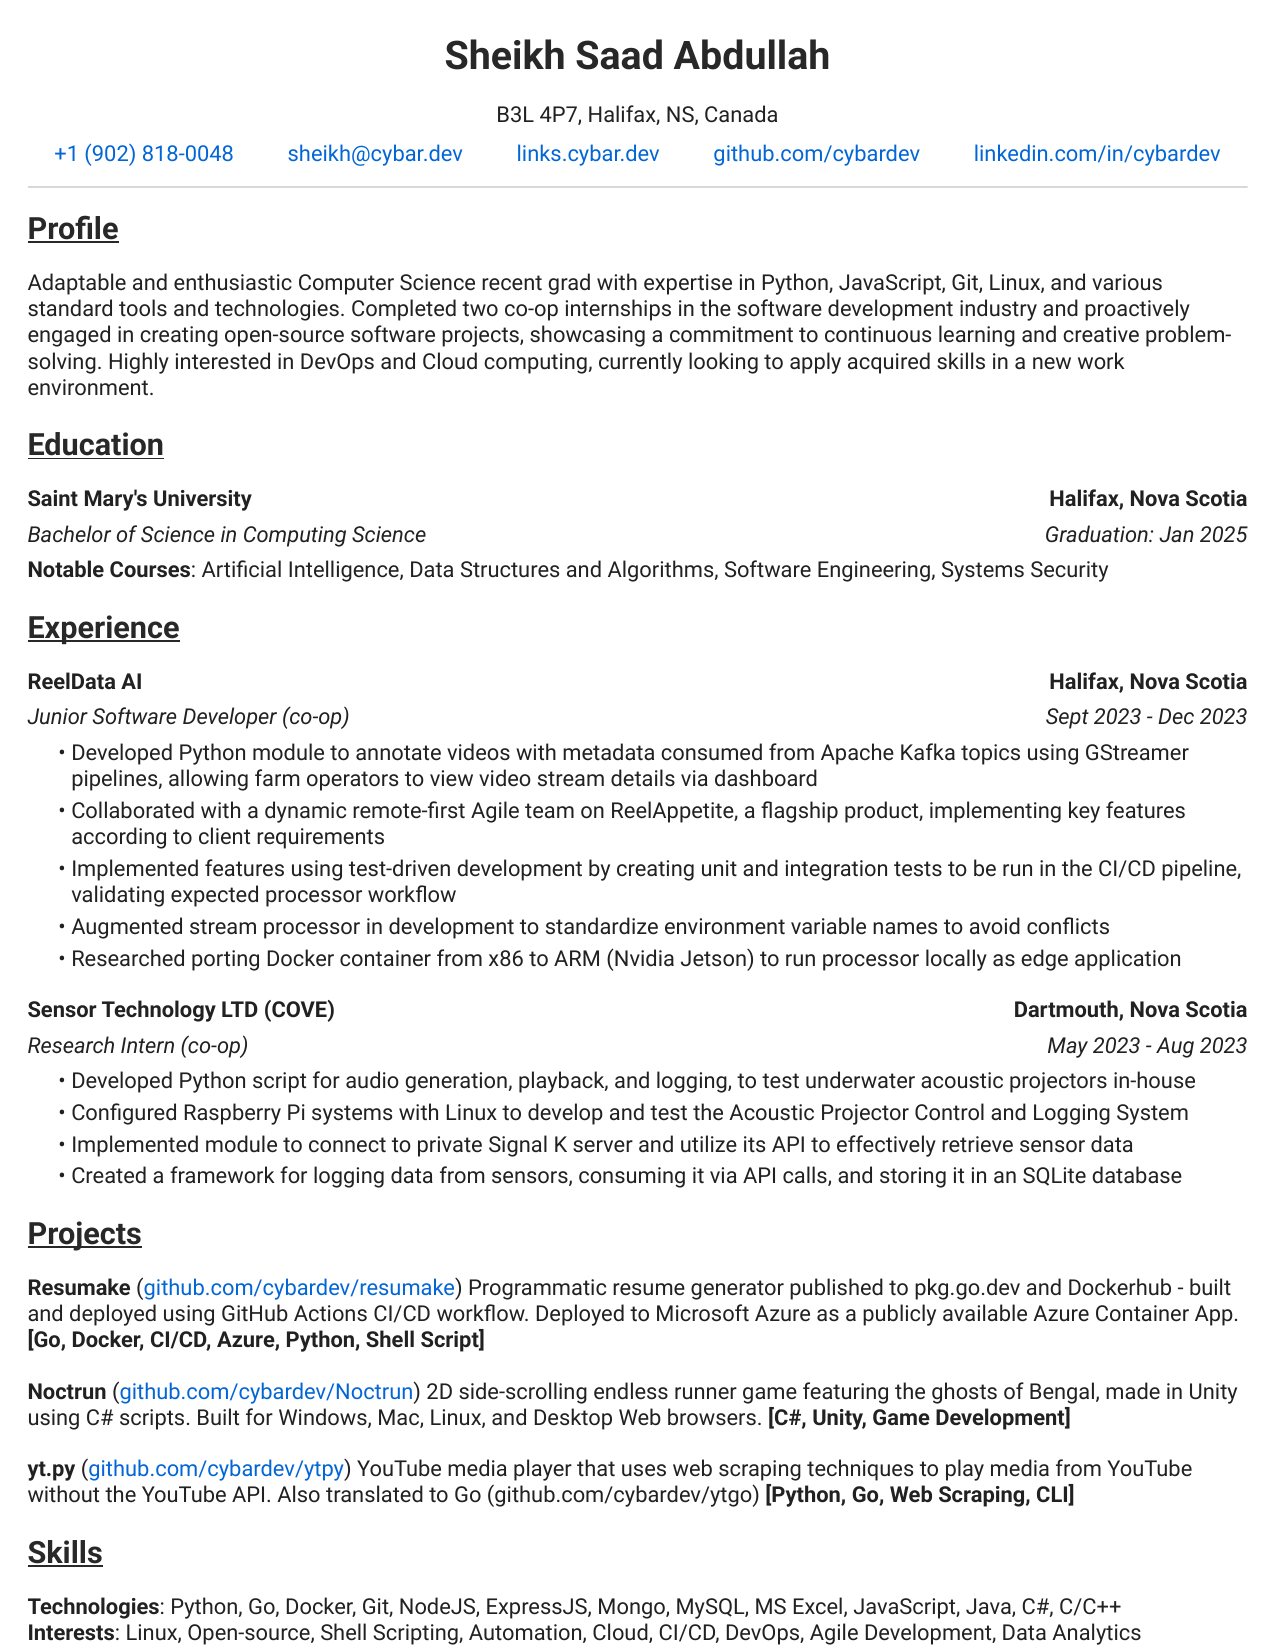 Sheikh Saad Abdullah
B3L 4P7, Halifax, NS, Canada
+1 (902) 818-0048 sheikh@cybar.dev links.cybar.dev github.com/cybardev linkedin.com/in/cybardev
Profile
Adaptable and enthusiastic Computer Science recent grad with expertise in Python, JavaScript, Git, Linux, and various
standard tools and technologies. Completed two co-op internships in the software development industry and proactively
engaged in creating open-source software projects, showcasing a commitment to continuous learning and creative problem-
solving. Highly interested in DevOps and Cloud computing, currently looking to apply acquired skills in a new work
environment.
Education
Saint Mary's University Halifax, Nova Scotia
Bachelor of Science in Computing Science Graduation: Jan 2025
Notable Courses: Artificial Intelligence, Data Structures and Algorithms, Software Engineering, Systems Security
Experience
ReelData AI Halifax, Nova Scotia
Junior Software Developer (co-op) Sept 2023 - Dec 2023
• Developed Python module to annotate videos with metadata consumed from Apache Kafka topics using GStreamer
pipelines, allowing farm operators to view video stream details via dashboard
• Collaborated with a dynamic remote-first Agile team on ReelAppetite, a flagship product, implementing key features
according to client requirements
• Implemented features using test-driven development by creating unit and integration tests to be run in the CI/CD pipeline,
validating expected processor workflow
• Augmented stream processor in development to standardize environment variable names to avoid conflicts
• Researched porting Docker container from x86 to ARM (Nvidia Jetson) to run processor locally as edge application
Sensor Technology LTD (COVE) Dartmouth, Nova Scotia
Research Intern (co-op) May 2023 - Aug 2023
• Developed Python script for audio generation, playback, and logging, to test underwater acoustic projectors in-house
• Configured Raspberry Pi systems with Linux to develop and test the Acoustic Projector Control and Logging System
• Implemented module to connect to private Signal K server and utilize its API to effectively retrieve sensor data
• Created a framework for logging data from sensors, consuming it via API calls, and storing it in an SQLite database
Projects
Resumake (github.com/cybardev/resumake) Programmatic resume generator published to pkg.go.dev and Dockerhub - built
and deployed using GitHub Actions CI/CD workflow. Deployed to Microsoft Azure as a publicly available Azure Container App.
[Go, Docker, CI/CD, Azure, Python, Shell Script]
Noctrun (github.com/cybardev/Noctrun) 2D side-scrolling endless runner game featuring the ghosts of Bengal, made in Unity
using C# scripts. Built for Windows, Mac, Linux, and Desktop Web browsers. [C#, Unity, Game Development]
yt.py (github.com/cybardev/ytpy) YouTube media player that uses web scraping techniques to play media from YouTube
without the YouTube API. Also translated to Go (github.com/cybardev/ytgo) [Python, Go, Web Scraping, CLI]
Skills
Technologies: Python, Go, Docker, Git, NodeJS, ExpressJS, Mongo, MySQL, MS Excel, JavaScript, Java, C#, C/C++
Interests: Linux, Open-source, Shell Scripting, Automation, Cloud, CI/CD, DevOps, Agile Development, Data Analytics